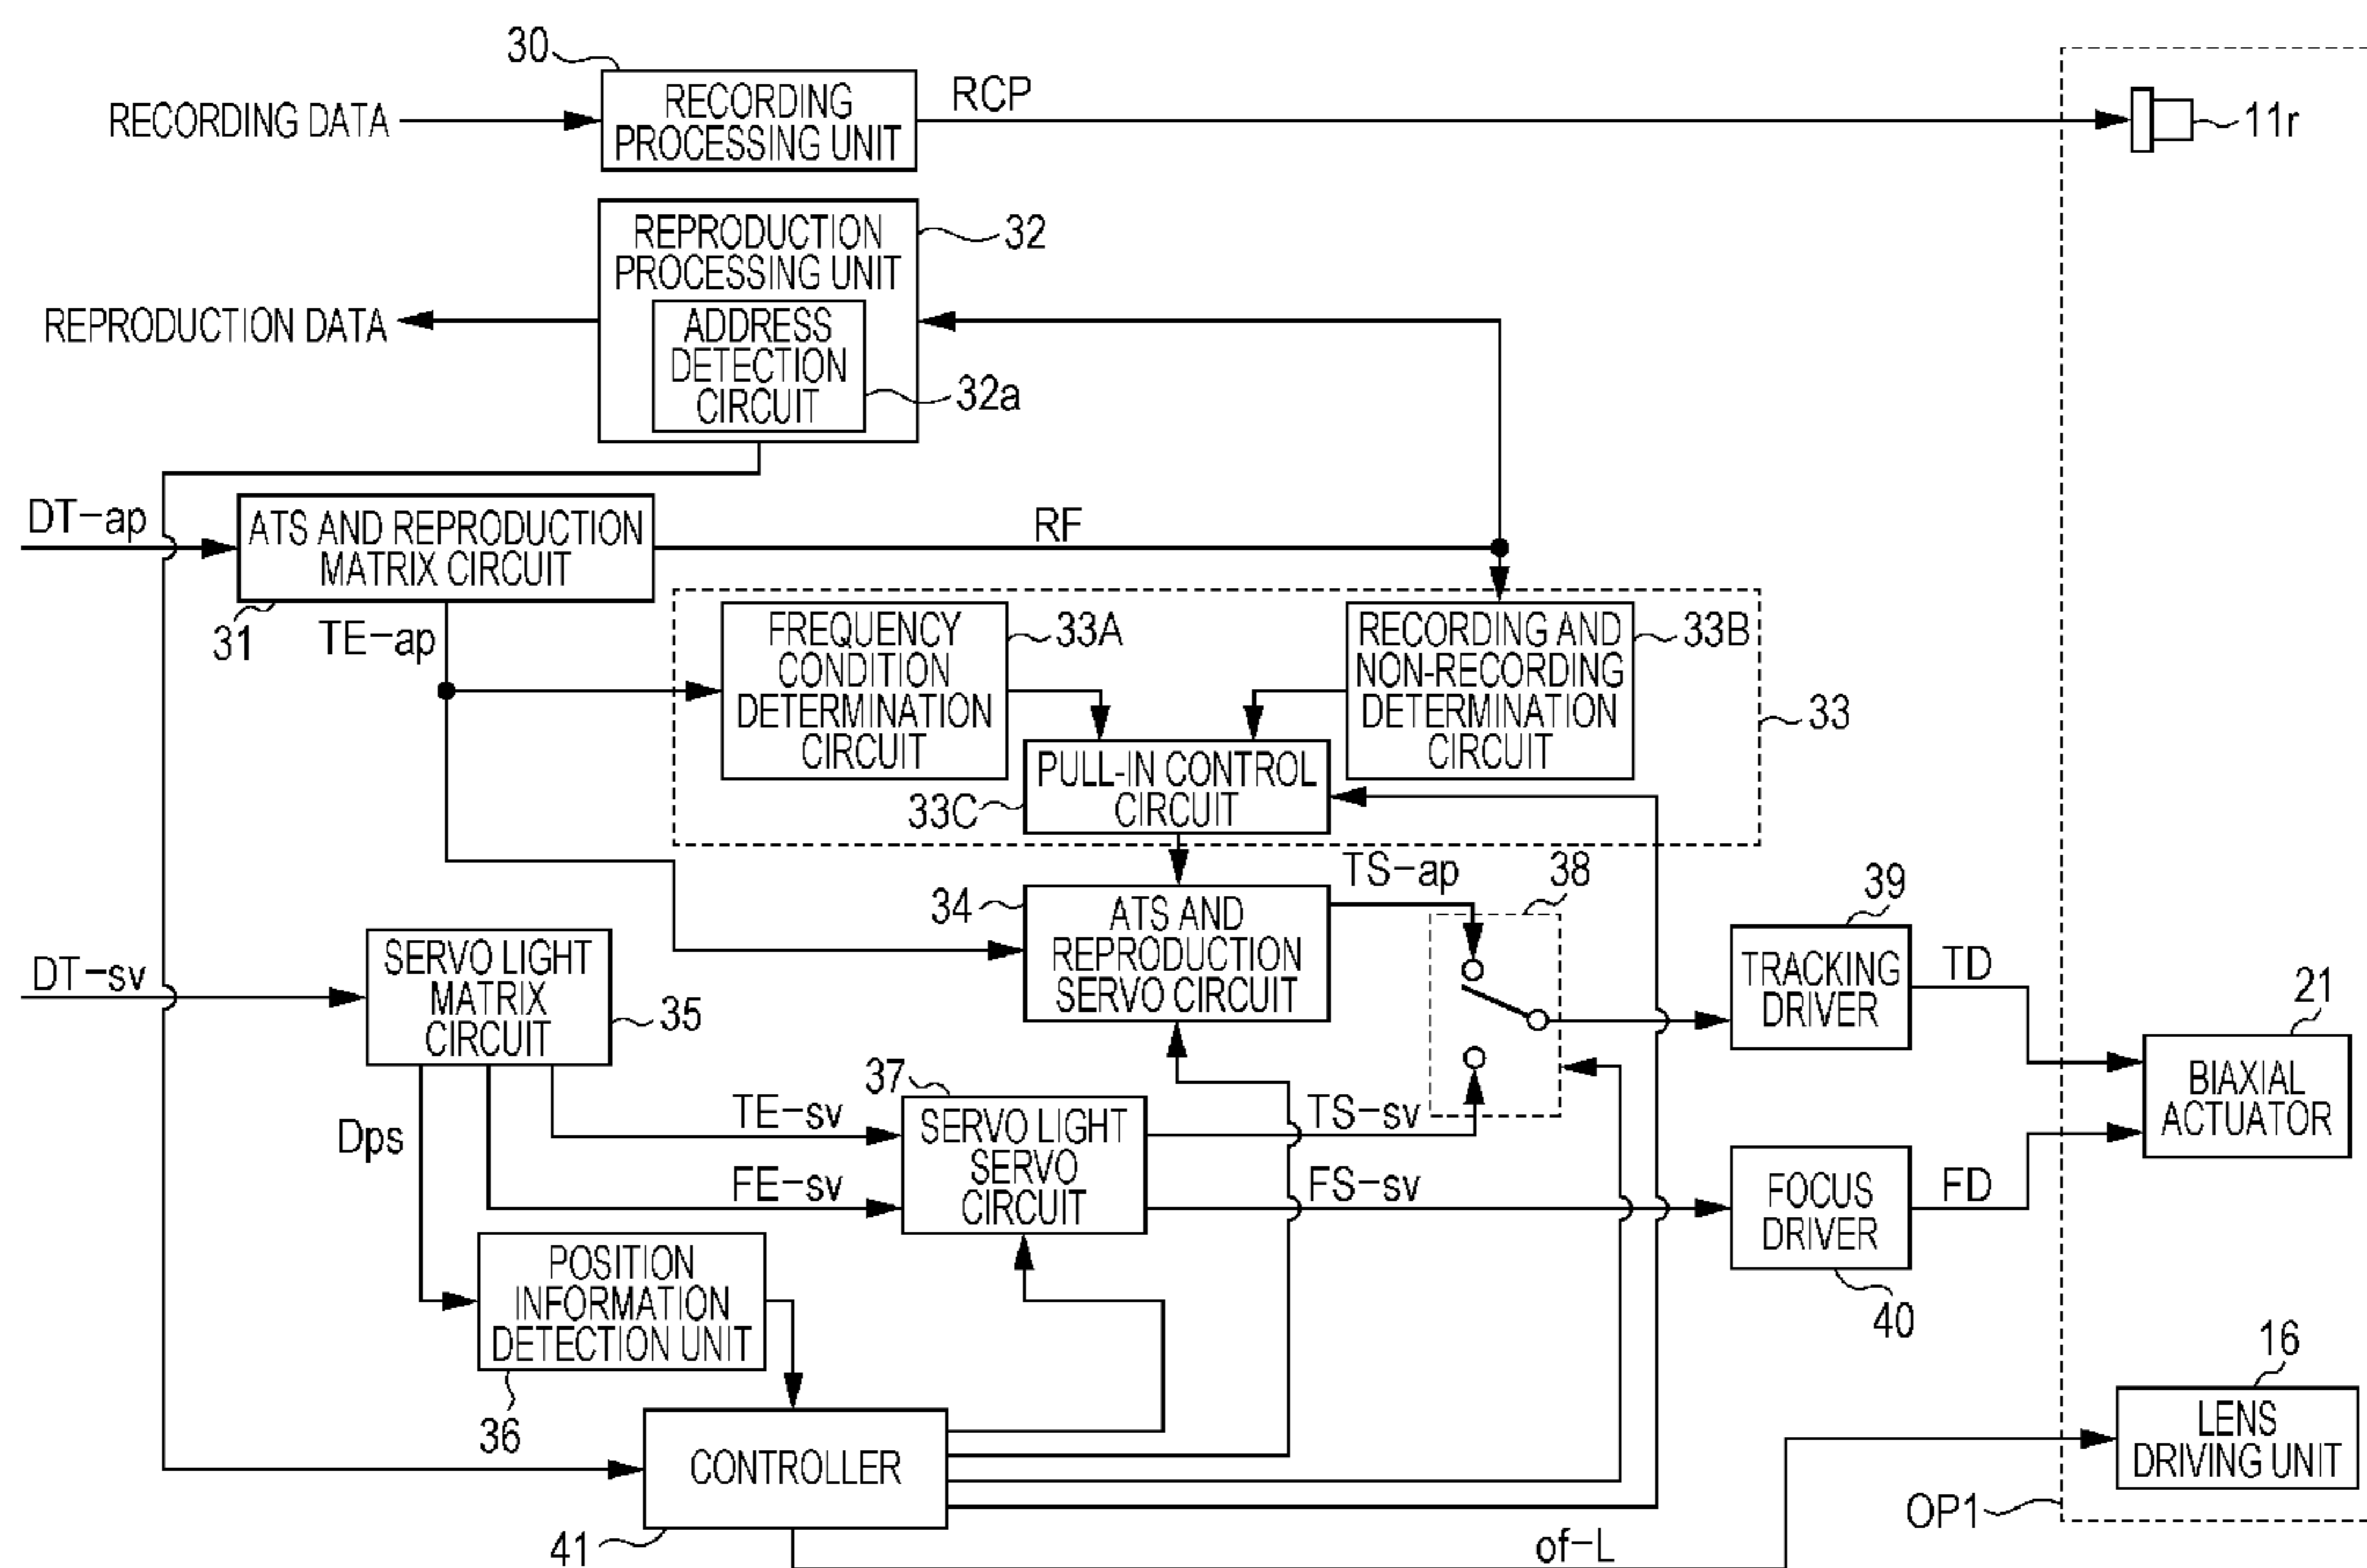 30
RECORDING DATA
RECORDING
PROCESSING UNIT
RCP
11r
REPRODUCTION
PROCESSING UNIT
32
REPRODUCTION DATA
ADDRESS
DETECTION
CIRCUIT
32a
DT-ap
ATS AND REPRODUCTION
MATRIX CIRCUIT
31
RF
TE-ap
FREQUENCY
CONDITION
DETERMINATION
CIRCUIT
33A
RECORDING AND
NON-RECORDING
DETERMINATION
CIRCUIT
33B
33
PULL-IN CONTROL
CIRCUIT
33C
34
ATS AND
REPRODUCTION
SERVO CIRCUIT
TS-ap
38
39
TRACKING
DRIVER
TD
21
BIAXIAL
ACTUATOR
DT-sv
SERVO LIGHT
MATRIX
CIRCUIT
35
37
TE-sv
SERVO LIGHT
SERVO
CIRCUIT
TS-sv
Dps
FE-sv
FS-sv
FOCUS
DRIVER
FD
40
POSITION
INFORMATION
DETECTION UNIT
36
16
LENS
DRIVING UNIT
CONTROLLER
41
of-L
OP1